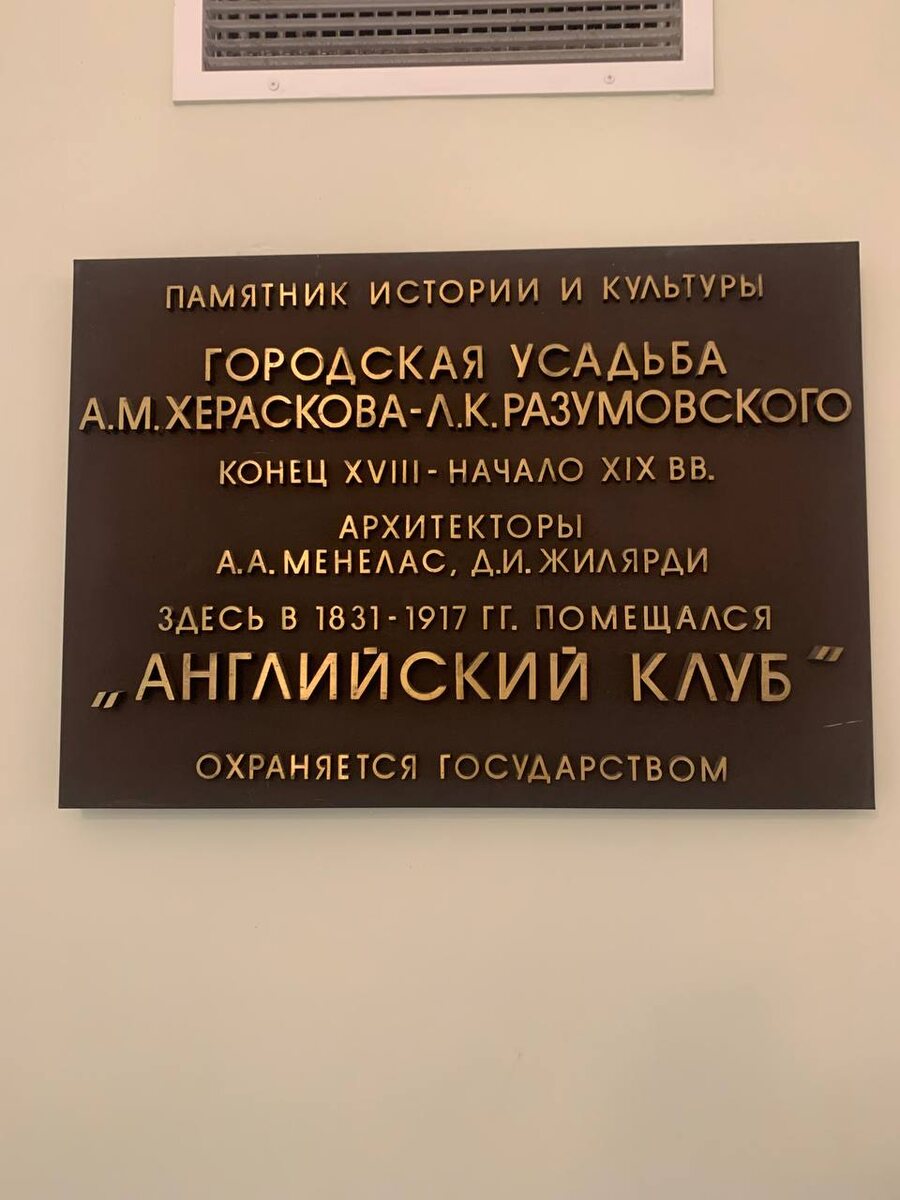 ПАМЯТНИК ИСТОРИИ И КУЛЬТУРЫ
ГОРОДСКАЯ УСАДЬБА
А.М.ХЕРАСКОВА-Л.К.РАЗУМОВСКОГО
КОНЕЦ XVIII - НАЧАЛО XIX ВВ.
АРХИТЕКТОРЫ
А.А.МЕНЕЛАС, Д.И.ЖИЛЯРДИ
ЗДЕСЬ В 1831-1917 ГГ. ПОМЕЩАЛСЯ
„АНГЛИЙСКИЙ КЛУБ”
ОХРАНЯЕТСЯ ГОСУДАРСТВОМ